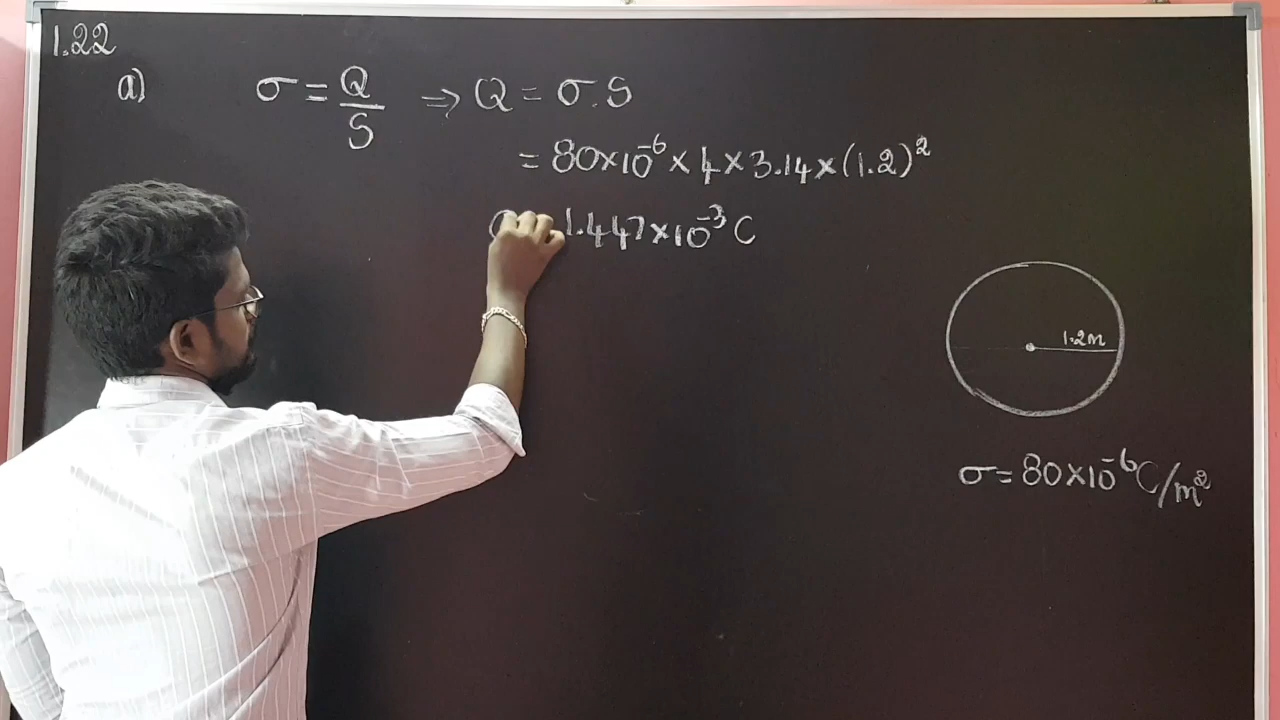 1.22
a) σ = Q/S ⇒ Q = σ.S
= 80×10⁻⁶ × 4 × 3.14 × (1.2)²
1.447×10⁻³ C
1.2m
σ = 80×10⁻⁶ C/m²